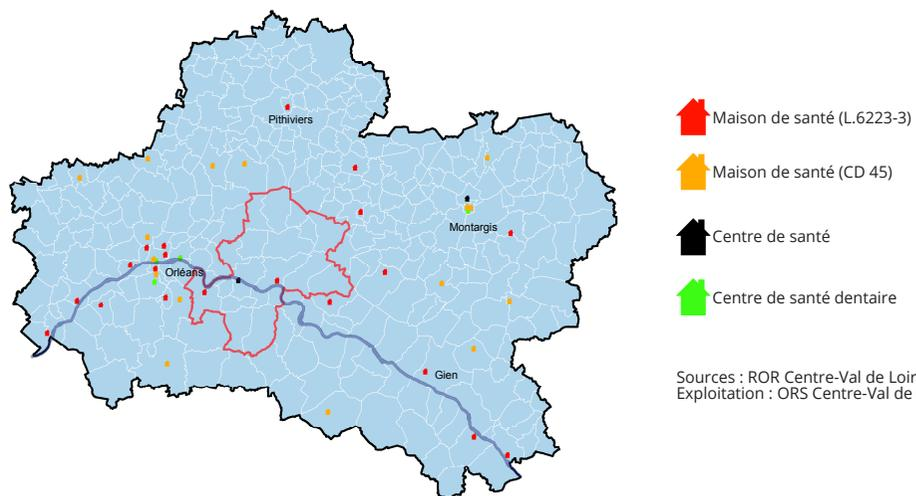 Pithiviers
Montargis
Orléans
Gien
Maison de santé (L.6223-3)
Maison de santé (CD 45)
Centre de santé
Centre de santé dentaire
Sources : ROR Centre-Val de Loir
Exploitation : ORS Centre-Val de